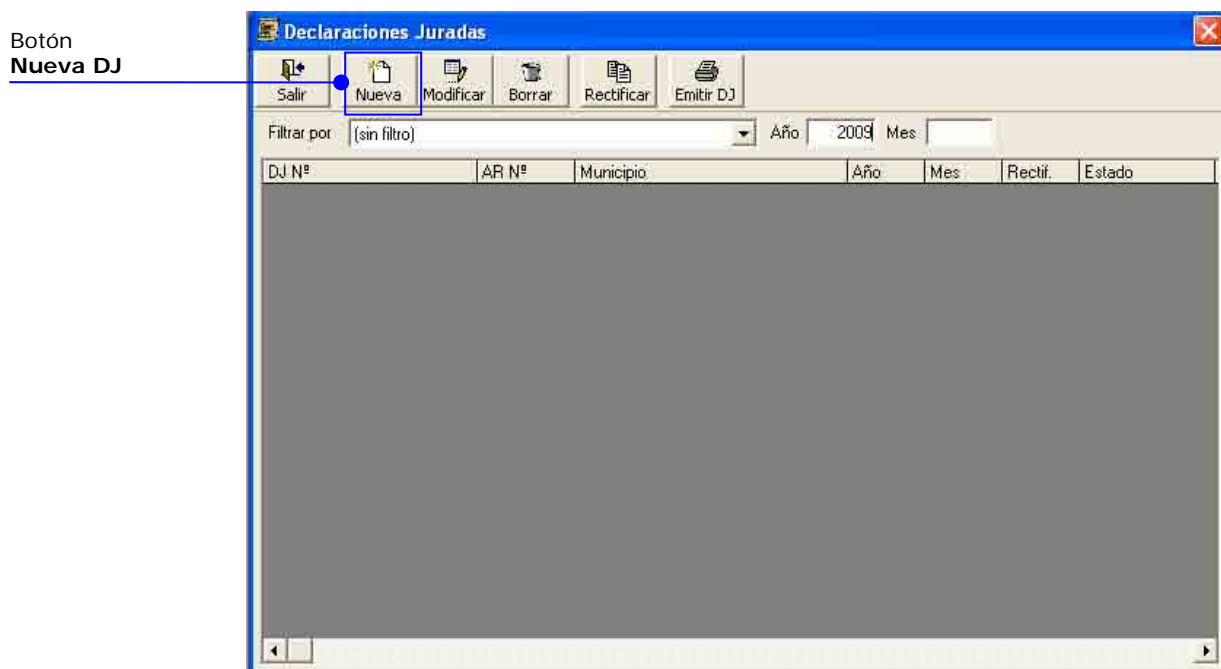 Botón
Nueva DJ
Declaraciones Juradas
Salir Nueva Modificar Borrar Rectificar Emitir DJ
Filtrar por (sin filtro) Año 2009 Mes
DJ Nº AR Nº Municipio Año Mes Rectif. Estado